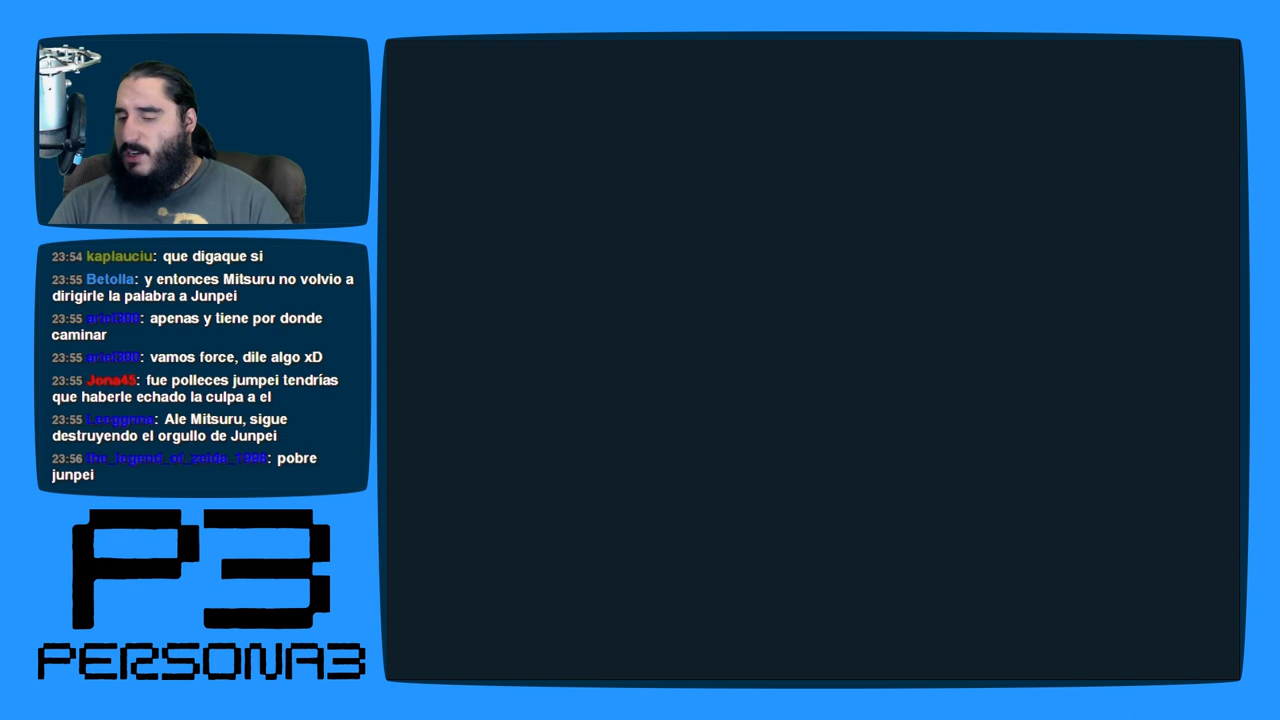 23:54 kaplauciu: que digaque si
23:55 Betolla: y entonces Mitsuru no volvio a
dirigirle la palabra a Junpei
23:55 : apenas y tiene por donde
caminar
23:55 : vamos force, dile algo xD
23:55 Jona45: fue polleces jumpei tendrías
que haberle echado la culpa a el
23:55 : Ale Mitsuru, sigue
destruyendo el orgullo de Junpei
23:56 the_legend_of_zelda_1998: pobre
junpei
P3
PERSONA3